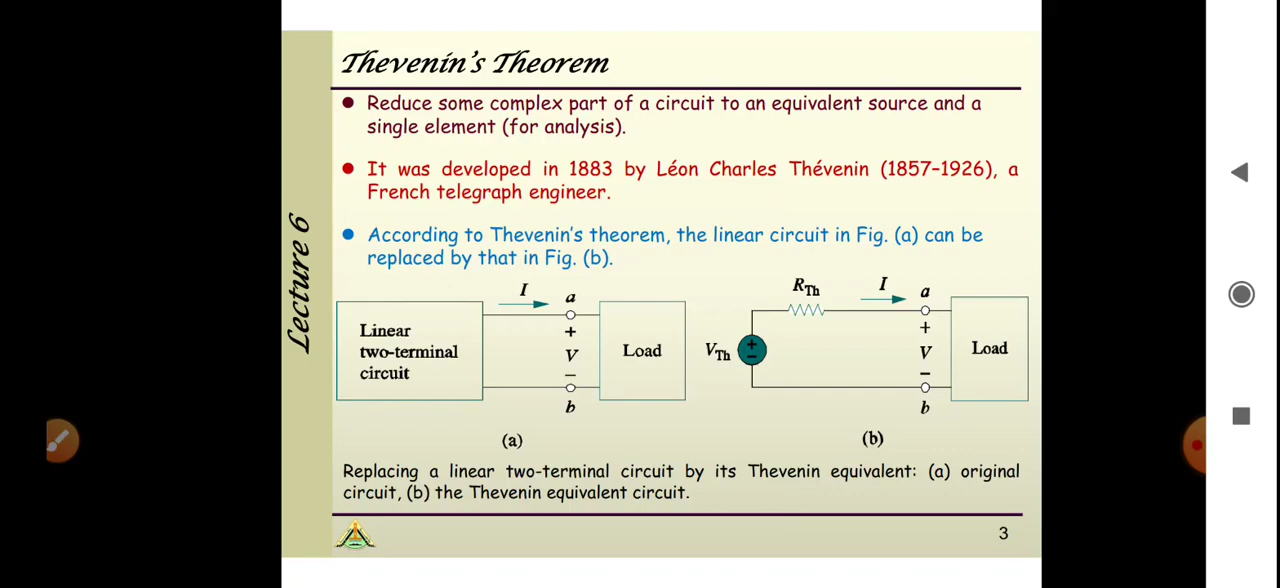 Thevenin's Theorem
Reduce some complex part of a circuit to an equivalent source and a
single element (for analysis).
It was developed in 1883 by Léon Charles Thévenin (1857–1926), a
French telegraph engineer.
According to Thevenin's theorem, the linear circuit in Fig. (a) can be
replaced by that in Fig. (b).
Lecture 6
I
a
Linear
two-terminal
circuit
+
V
–
b
Load
(a)
R Th
I
a
V Th
+
–
+
V
–
b
Load
(b)
Replacing a linear two-terminal circuit by its Thevenin equivalent: (a) original
circuit, (b) the Thevenin equivalent circuit.
3